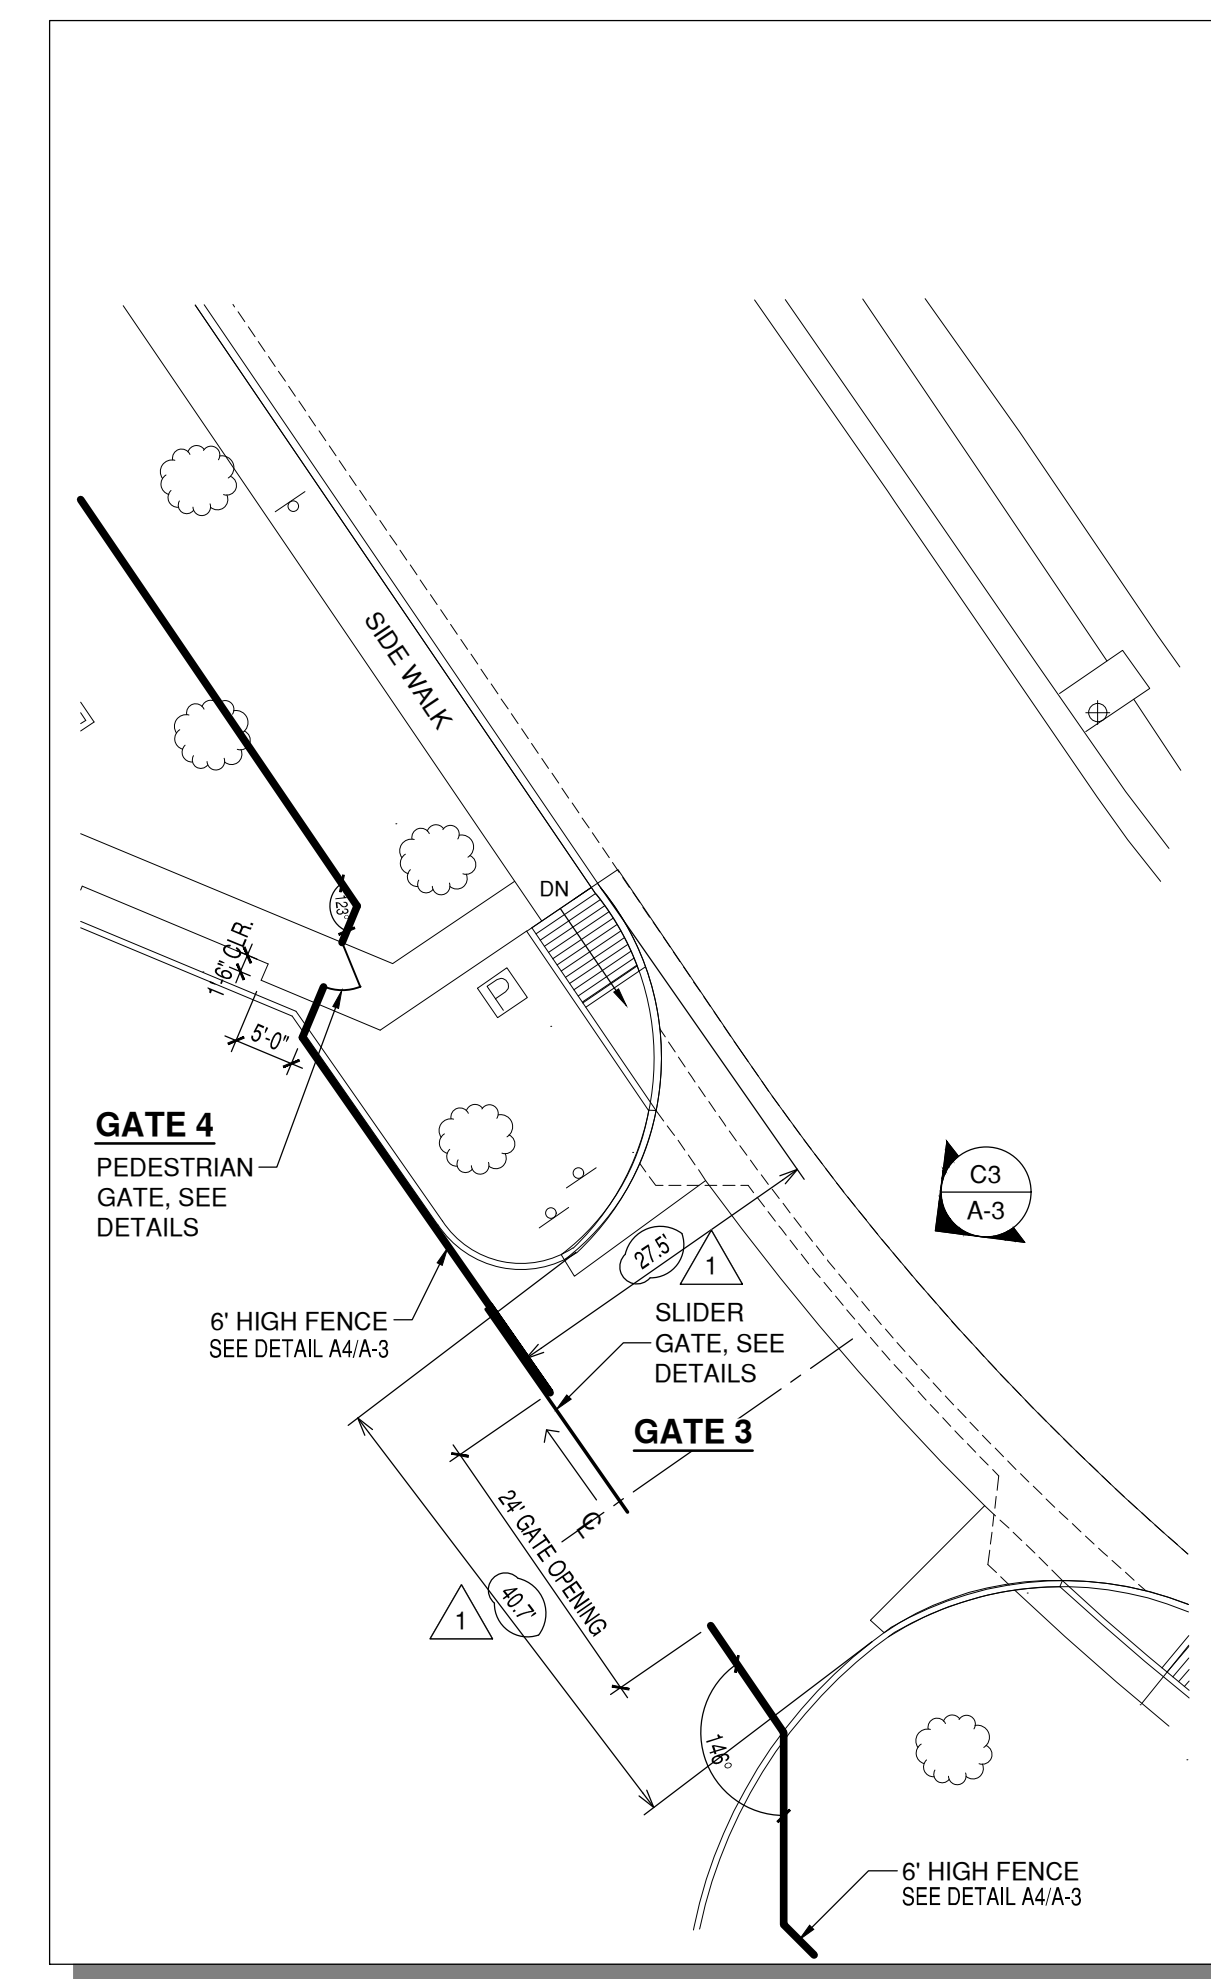 SIDE WALK
DN
123°
1'-6" CLR.
5'-0"
P
GATE 4
PEDESTRIAN
GATE, SEE
DETAILS
C3
A-3
27.5'
1
6' HIGH FENCE
SEE DETAIL A4/A-3
SLIDER
GATE, SEE
DETAILS
GATE 3
CL
24' GATE OPENING
40.7'
1
146°
6' HIGH FENCE
SEE DETAIL A4/A-3